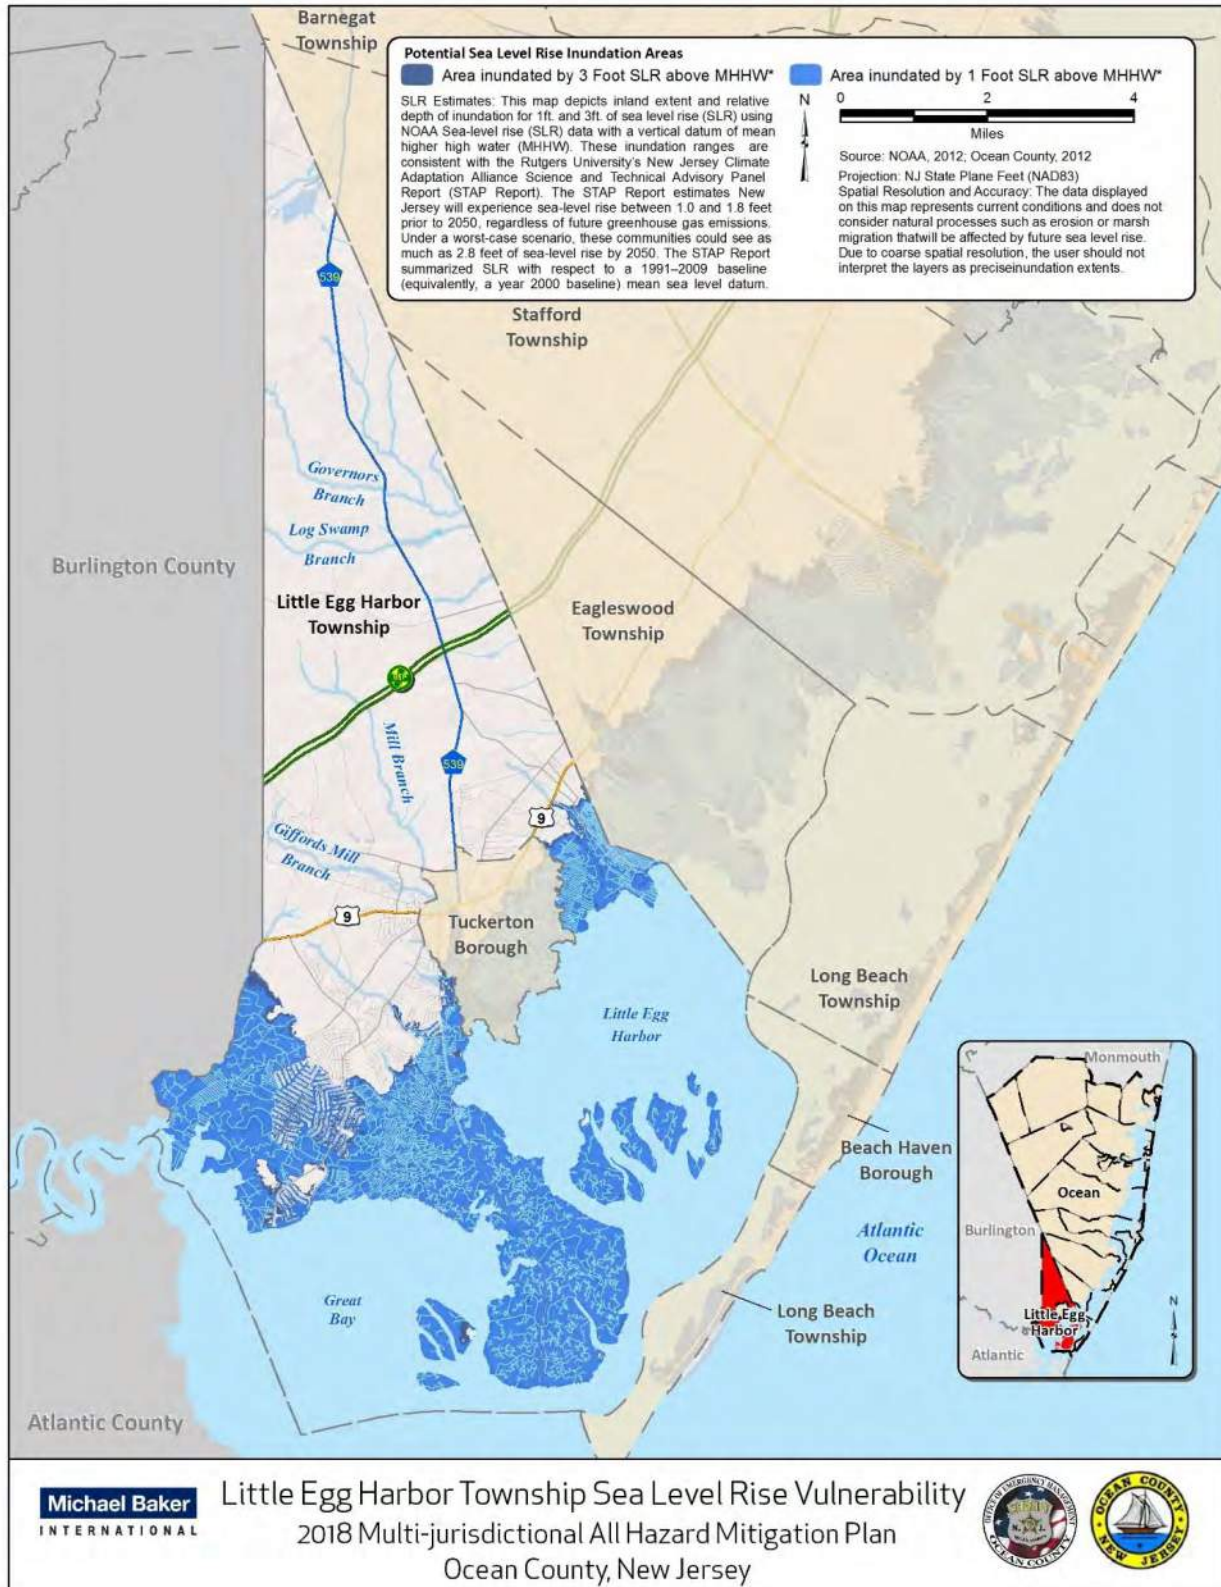 Barnegat
Township
Potential Sea Level Rise Inundation Areas
Area inundated by 3 Foot SLR above MHHW*
Area inundated by 1 Foot SLR above MHHW*
SLR Estimates: This map depicts inland extent and relative
depth of inundation for 1ft. and 3ft. of sea level rise (SLR) using
NOAA Sea-level rise (SLR) data with a vertical datum of mean
higher high water (MHHW). These inundation ranges are
consistent with the Rutgers University's New Jersey Climate
Adaptation Alliance Science and Technical Advisory Panel
Report (STAP Report). The STAP Report estimates New
Jersey will experience sea-level rise between 1.0 and 1.8 feet
prior to 2050, regardless of future greenhouse gas emissions.
Under a worst-case scenario, these communities could see as
much as 2.8 feet of sea-level rise by 2050. The STAP Report
summarized SLR with respect to a 1991–2009 baseline
(equivalently, a year 2000 baseline) mean sea level datum.
N
0 2 4
Miles
Source: NOAA, 2012; Ocean County, 2012
Projection: NJ State Plane Feet (NAD83)
Spatial Resolution and Accuracy: The data displayed
on this map represents current conditions and does not
consider natural processes such as erosion or marsh
migration thatwill be affected by future sea level rise.
Due to coarse spatial resolution, the user should not
interpret the layers as preciseinundation extents.
539
Stafford
Township
Governors
Branch
Log Swamp
Branch
Burlington County
Little Egg Harbor
Township
Eagleswood
Township
Mill Branch
539
9
Giffords Mill
Branch
9
Tuckerton
Borough
Long Beach
Township
Little Egg
Harbor
Beach Haven
Borough
Atlantic
Ocean
Great
Bay
Long Beach
Township
Atlantic County
Monmouth
Ocean
Burlington
Little Egg
Harbor
Atlantic
N
Michael Baker
INTERNATIONAL
Little Egg Harbor Township Sea Level Rise Vulnerability
2018 Multi-jurisdictional All Hazard Mitigation Plan
Ocean County, New Jersey
OFFICE OF EMERGENCY MANAGEMENT
SHERIFF
N.J.
OCEAN COUNTY
OCEAN COUNTY
NEW JERSEY